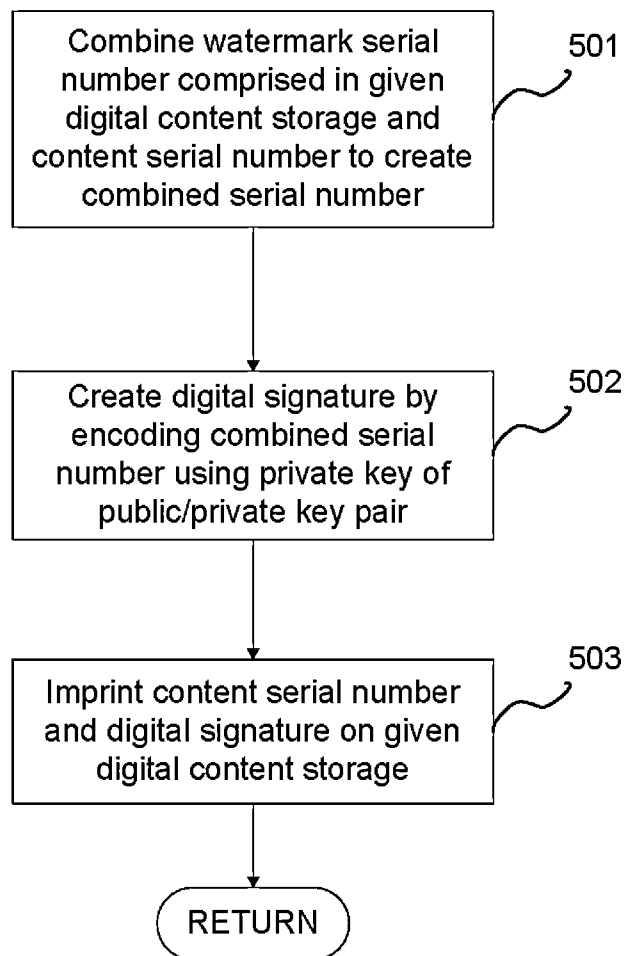 Combine watermark serial
number comprised in given
digital content storage and
content serial number to create
combined serial number
501
Create digital signature by
encoding combined serial
number using private key of
public/private key pair
502
Imprint content serial number
and digital signature on given
digital content storage
503
RETURN